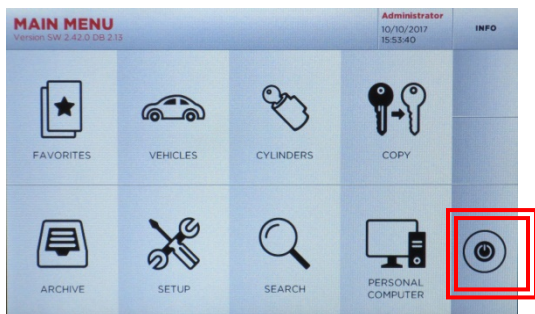 MAIN MENU
Version SW 2.42.0 DB 2.13
Administrator
10/10/2017
15:53:40
INFO
FAVORITES
VEHICLES
CYLINDERS
COPY
ARCHIVE
SETUP
SEARCH
PERSONAL
COMPUTER